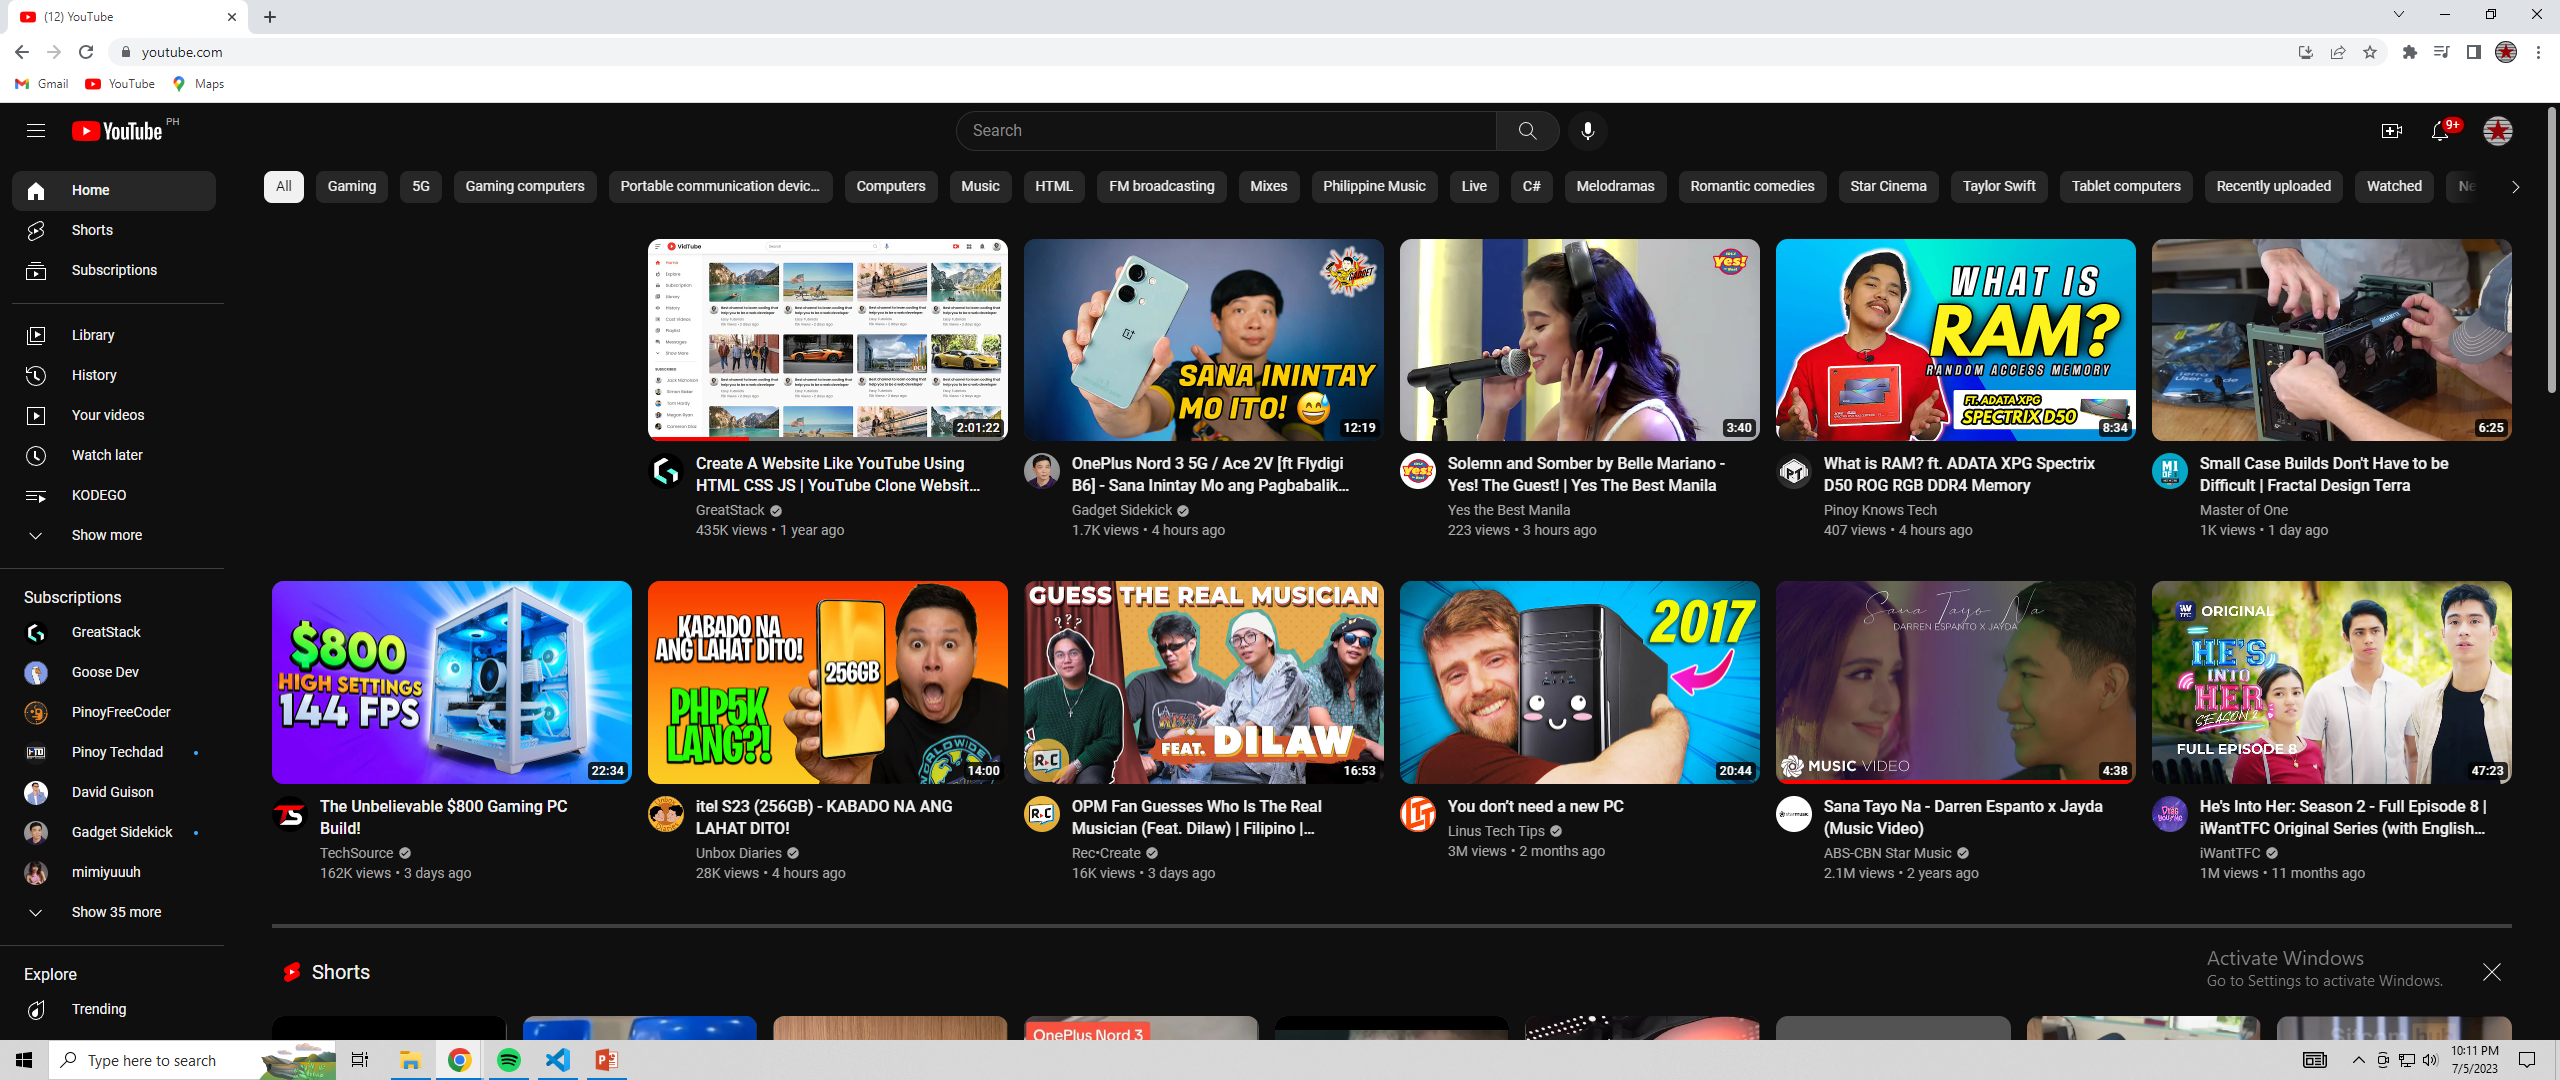 (12) YouTube
youtube.com
Gmail
YouTube
Maps
YouTube PH
Search
9+
All
Gaming
5G
Gaming computers
Portable communication devic...
Computers
Music
HTML
FM broadcasting
Mixes
Philippine Music
Live
C#
Melodramas
Romantic comedies
Star Cinema
Taylor Swift
Tablet computers
Recently uploaded
Watched
Ne
Home
Shorts
Subscriptions
Library
History
Your videos
Watch later
KODEGO
Show more
Subscriptions
GreatStack
Goose Dev
PinoyFreeCoder
Pinoy Techdad
David Guison
Gadget Sidekick
mimiyuuuh
Show 35 more
Explore
Trending
VidTube
2:01:22
Create A Website Like YouTube Using
HTML CSS JS | YouTube Clone Websit...
GreatStack
435K views • 1 year ago
SANA ININTAY
MO ITO!
12:19
OnePlus Nord 3 5G / Ace 2V [ft Flydigi
B6] - Sana Inintay Mo ang Pagbabalik...
Gadget Sidekick
1.7K views • 4 hours ago
Yes!
3:40
Solemn and Somber by Belle Mariano -
Yes! The Guest! | Yes The Best Manila
Yes the Best Manila
223 views • 3 hours ago
WHAT IS
RAM?
RANDOM ACCESS MEMORY
FT. ADATA XPG
SPECTRIX D50
8:34
What is RAM? ft. ADATA XPG Spectrix
D50 ROG RGB DDR4 Memory
Pinoy Knows Tech
407 views • 4 hours ago
6:25
Small Case Builds Don't Have to be
Difficult | Fractal Design Terra
Master of One
1K views • 1 day ago
$800
HIGH SETTINGS
144 FPS
22:34
The Unbelievable $800 Gaming PC
Build!
TechSource
162K views • 3 days ago
KABADO NA
ANG LAHAT DITO!
256GB
PHP5K
LANG?!
14:00
itel S23 (256GB) - KABADO NA ANG
LAHAT DITO!
Unbox Diaries
28K views • 4 hours ago
GUESS THE REAL MUSICIAN
???
FEAT. DILAW
R•C
16:53
OPM Fan Guesses Who Is The Real
Musician (Feat. Dilaw) | Filipino |...
Rec•Create
16K views • 3 days ago
2017
20:44
You don't need a new PC
Linus Tech Tips
3M views • 2 months ago
Sana Tayo Na
DARREN ESPANTO X JAYDA
MUSIC VIDEO
4:38
Sana Tayo Na - Darren Espanto x Jayda
(Music Video)
ABS-CBN Star Music
2.1M views • 2 years ago
ORIGINAL
HE'S
INTO
HER
SEASON 2
FULL EPISODE 8
47:23
He's Into Her: Season 2 - Full Episode 8 |
iWantTFC Original Series (with English...
iWantTFC
1M views • 11 months ago
Shorts
Activate Windows
Go to Settings to activate Windows.
OnePlus Nord 3
Type here to search
10:11 PM
7/5/2023